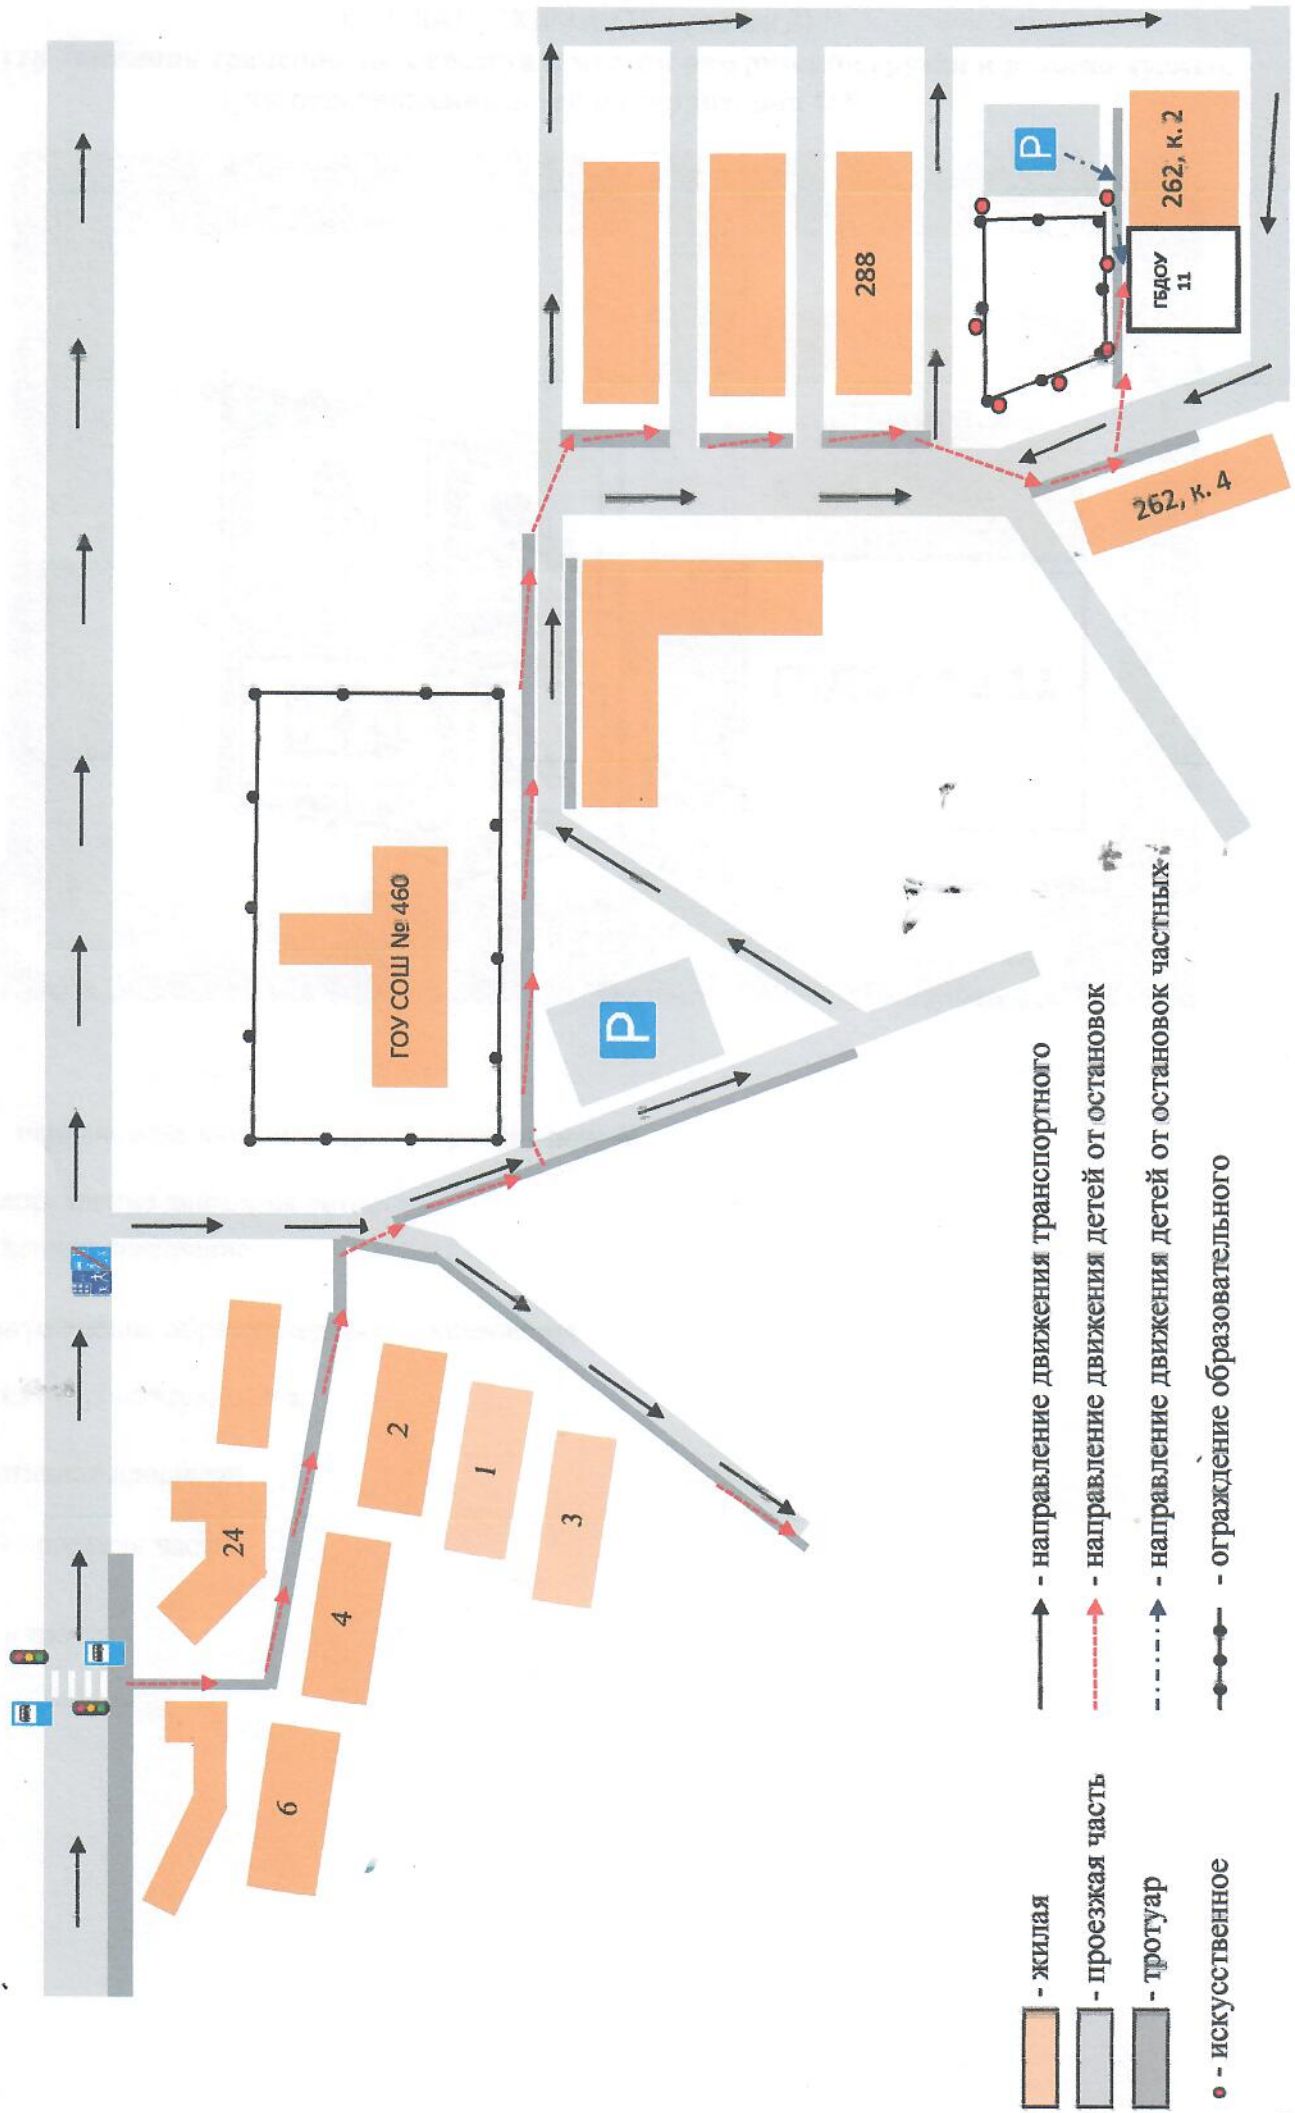 24
6
4
2
1
3
ГОУ СОШ № 460
P
288
P
262, к. 2
ГБДОУ
11
262, к. 4
- жилая
- проезжая часть
- тротуар
- искусственное
- направление движения транспортного
- направление движения детей от остановок
- направление движения детей от остановок частных
- ограждение образовательного